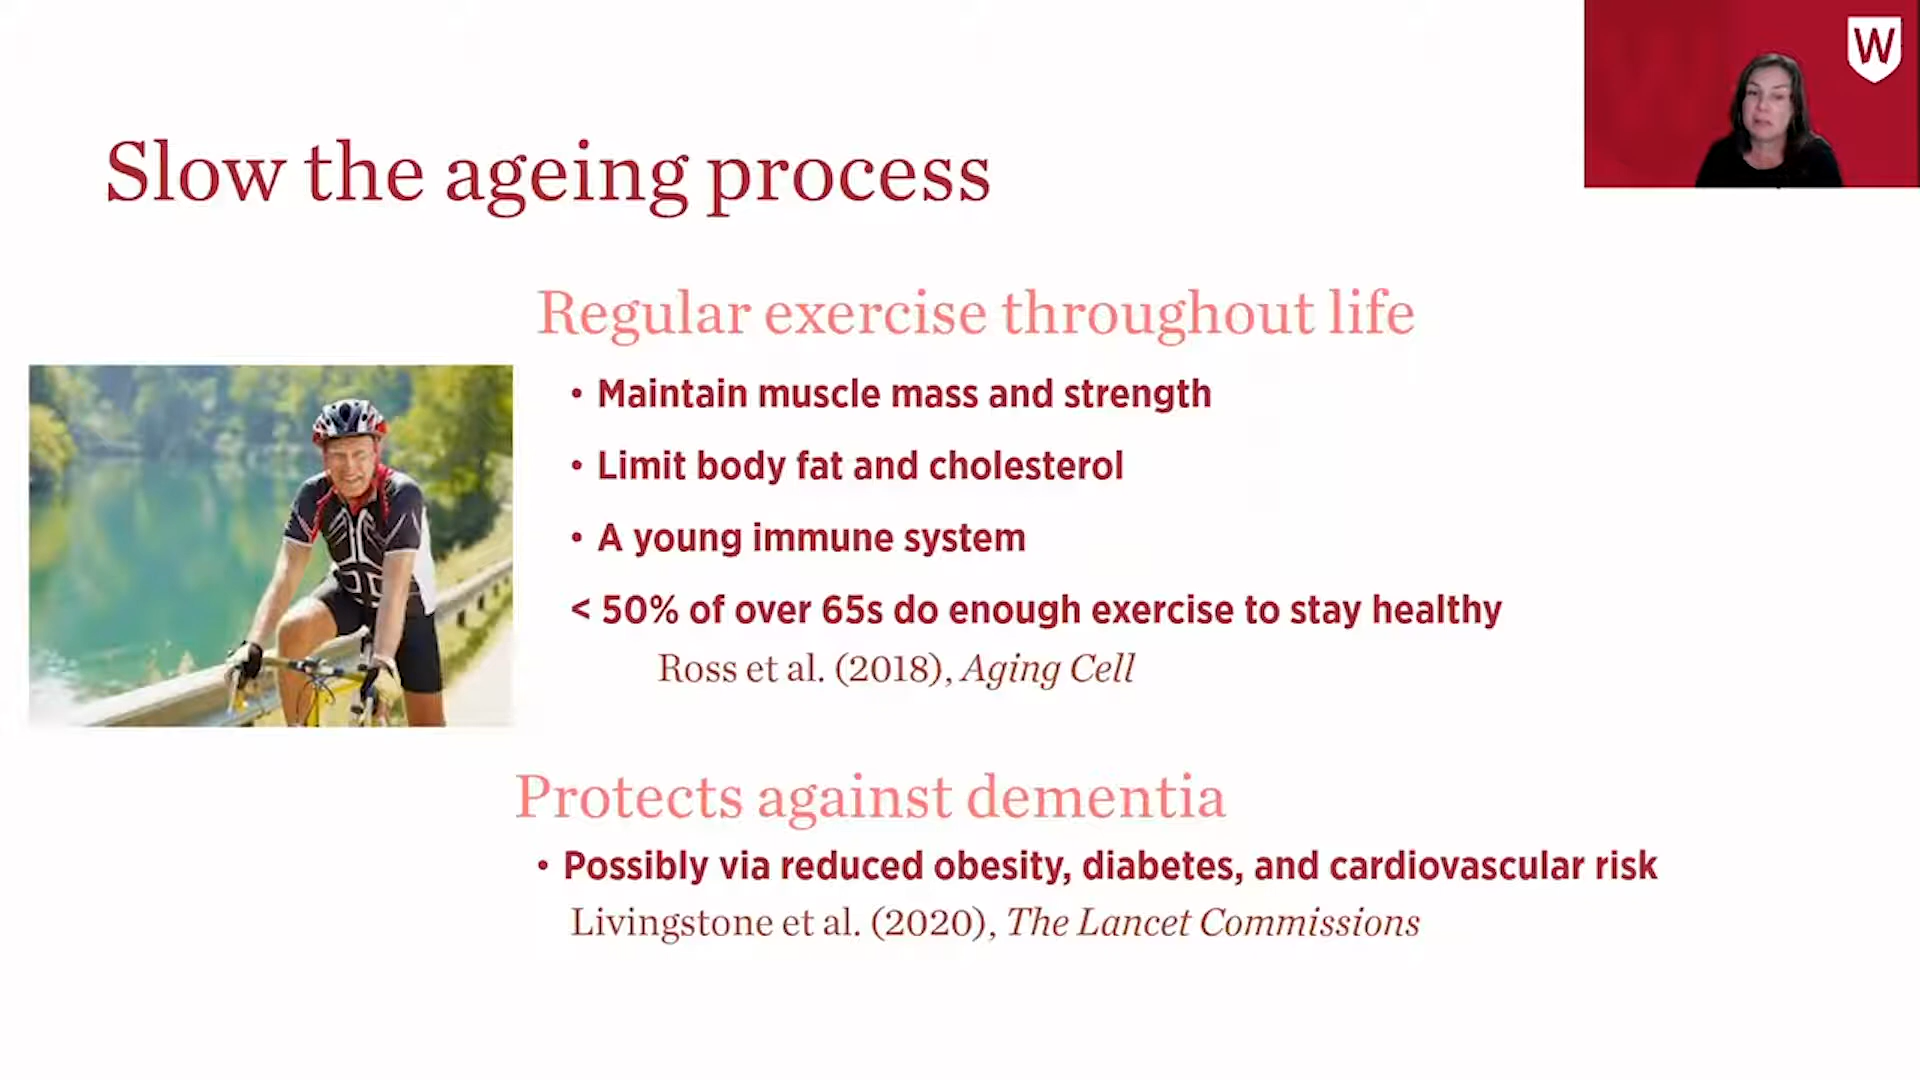 W
Slow the ageing process
Regular exercise throughout life
• Maintain muscle mass and strength
• Limit body fat and cholesterol
• A young immune system
< 50% of over 65s do enough exercise to stay healthy
Ross et al. (2018), Aging Cell
Protects against dementia
• Possibly via reduced obesity, diabetes, and cardiovascular risk
Livingstone et al. (2020), The Lancet Commissions